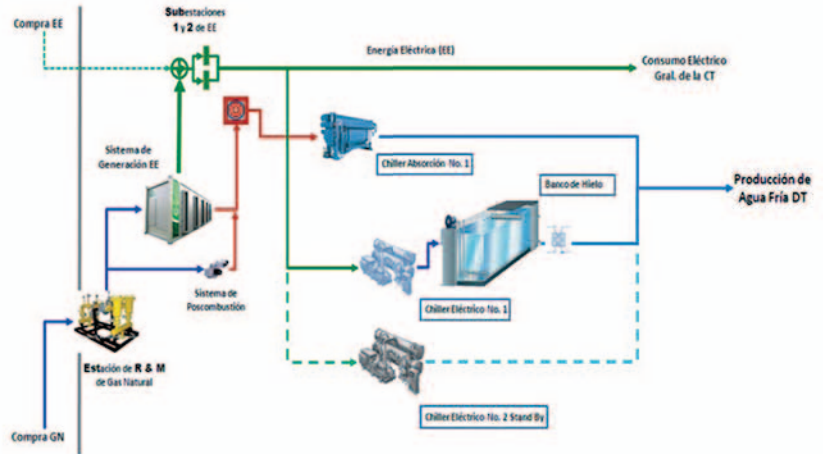 Compra EE
Subestaciones
1 y 2 de EE
Energía Eléctrica (EE)
Consumo Eléctrico
Gral. de la CT
Sistema de
Generación EE
Chiller Absorción No. 1
Banco de Hielo
Producción de
Agua Fría DT
Sistema de
Poscombustión
Chiller Eléctrico No. 1
Estación de R & M
de Gas Natural
Chiller Eléctrico No. 2 Stand By
Compra GN